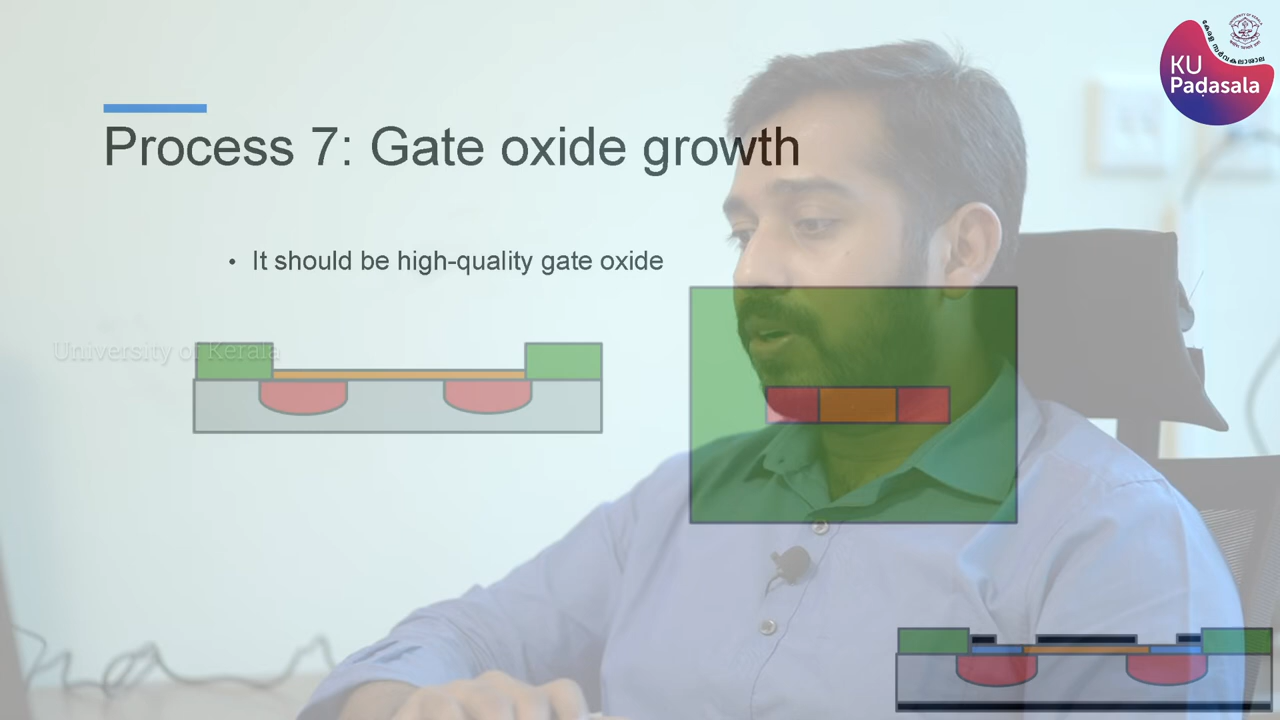 KU
Padasala
Process 7: Gate oxide growth
• It should be high-quality gate oxide
University of Kerala